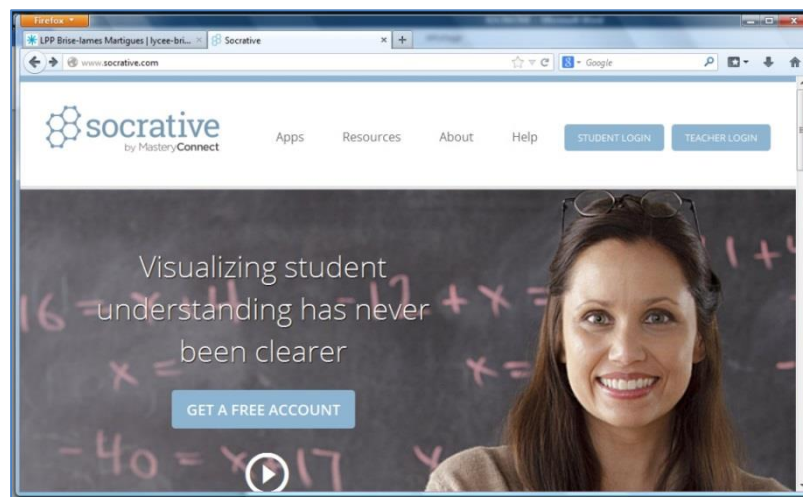 Firefox
LPP Brise-lames Martigues | lycee-bri...
Socrative
www.socrative.com
Google
socrative
by MasteryConnect
Apps
Resources
About
Help
STUDENT LOGIN
TEACHER LOGIN
Visualizing student
understanding has never
been clearer
GET A FREE ACCOUNT